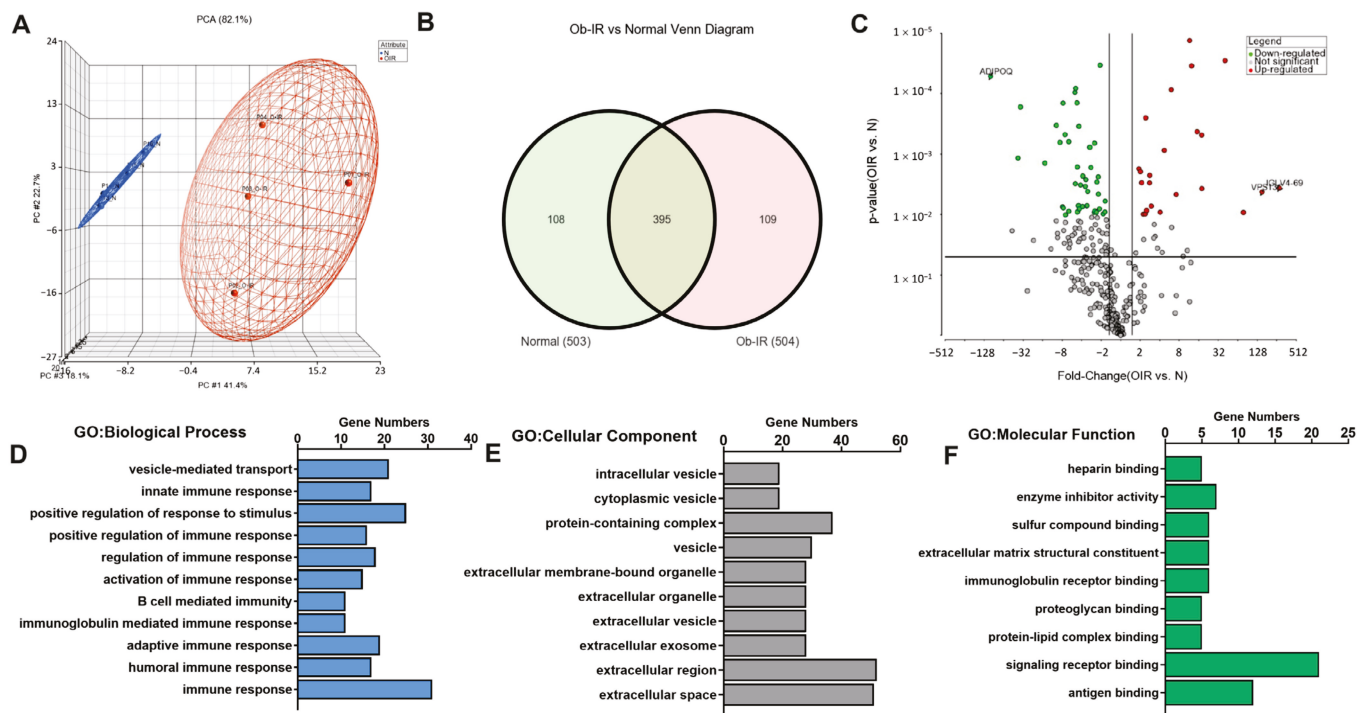 A
PCA (82.1%)
Attribute
N
OIR
24
13
3
-6
-16
-27
PC #2 22.7%
P04_O-IR
P03_O-IR
PC #3 18.1%
-8.2
-0.4
7.4
15.2
23
PC #1 41.4%
B
Ob-IR vs Normal Venn Diagram
108
395
109
Normal (503)
Ob-IR (504)
C
Legend
Down-regulated
Not significant
Up-regulated
1 × 10⁻⁵
1 × 10⁻⁴
1 × 10⁻³
1 × 10⁻²
1 × 10⁻¹
p-value(OIR vs. N)
ADIPOQ
IGLV4-69
-512
-128
-32
-8
-2
2
8
32
128
512
Fold-Change(OIR vs. N)
D
GO:Biological Process
Gene Numbers
0
10
20
30
40
vesicle-mediated transport
innate immune response
positive regulation of response to stimulus
positive regulation of immune response
regulation of immune response
activation of immune response
B cell mediated immunity
immunoglobulin mediated immune response
adaptive immune response
humoral immune response
immune response
E
GO:Cellular Component
Gene Numbers
0
20
40
60
intracellular vesicle
cytoplasmic vesicle
protein-containing complex
vesicle
extracellular membrane-bound organelle
extracellular organelle
extracellular vesicle
extracellular exosome
extracellular region
extracellular space
F
GO:Molecular Function
Gene Numbers
0
5
10
15
20
25
heparin binding
enzyme inhibitor activity
sulfur compound binding
extracellular matrix structural constituent
immunoglobulin receptor binding
proteoglycan binding
protein-lipid complex binding
signaling receptor binding
antigen binding